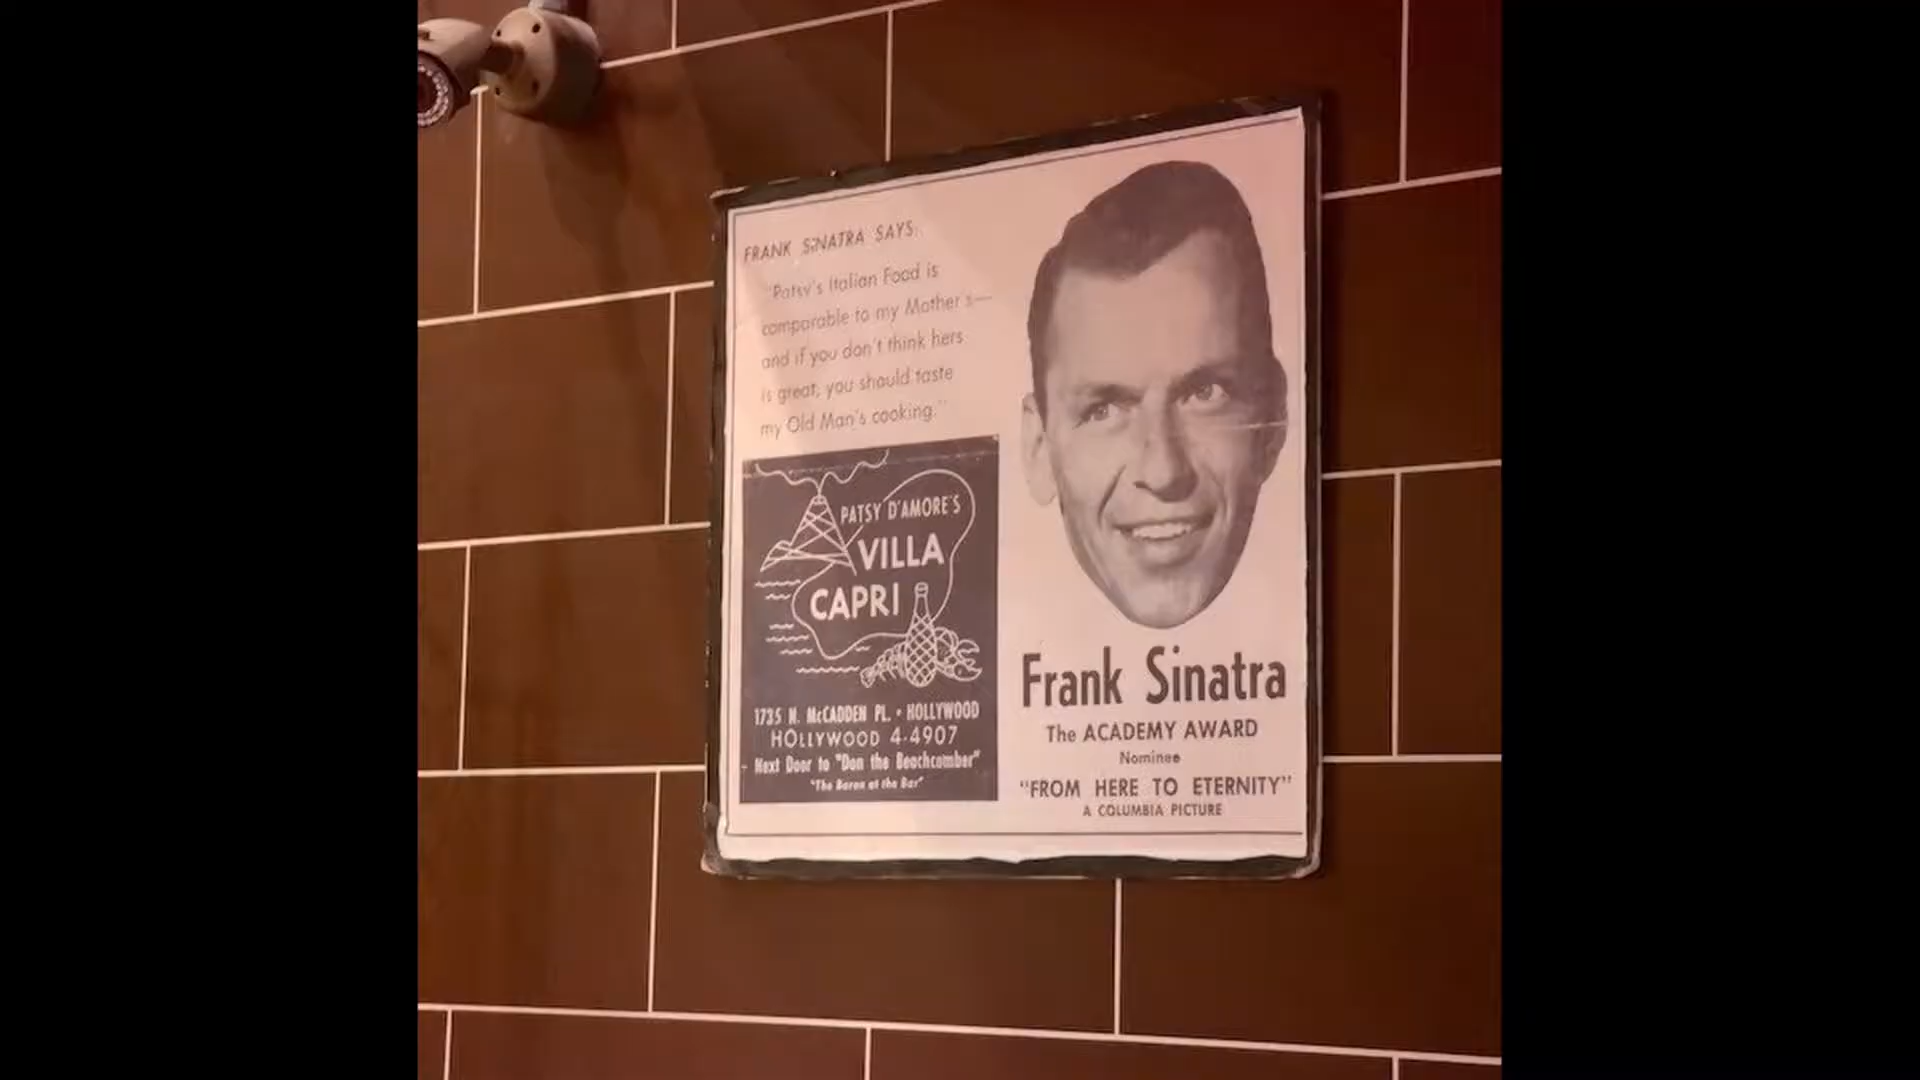 FRANK SINATRA SAYS:
"Patsy's Italian Food is
comparable to my Mother's—
and if you don't think hers
is great, you should taste
my Old Man's cooking."
PATSY D'AMORE'S
VILLA
CAPRI
1735 N. McCADDEN PL. • HOLLYWOOD
HOLLYWOOD 4-4907
Next Door to "Don the Beachcomber"
"The Baron at the Bar"
Frank Sinatra
The ACADEMY AWARD
Nominee
"FROM HERE TO ETERNITY"
A COLUMBIA PICTURE